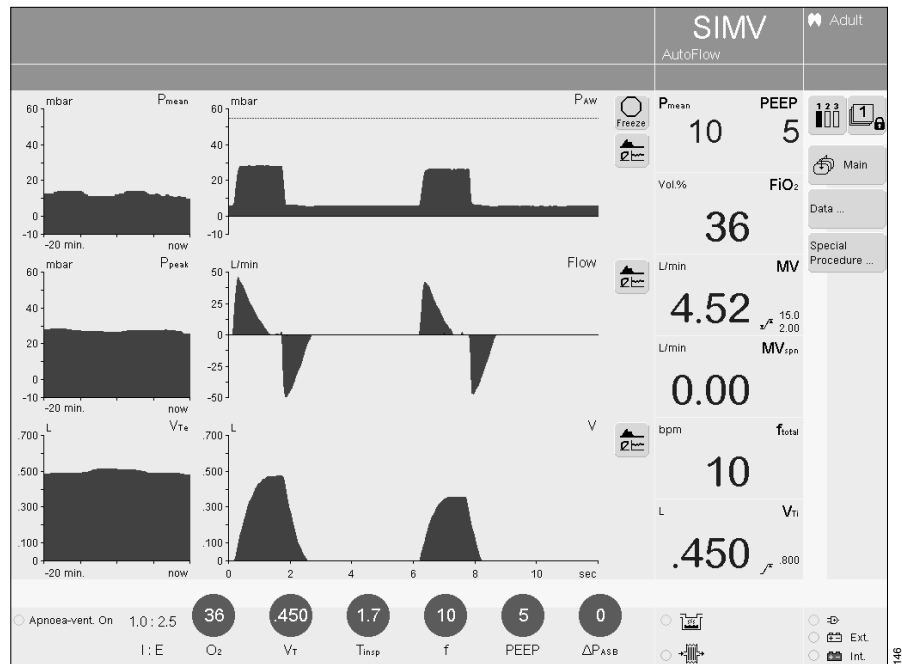 SIMV
AutoFlow
Adult
mbar Pmean
60
40
20
0
-10
-20 min. now
mbar PAW
60
40
20
0
-10
Freeze
Pmean PEEP
10 5
1 2 3
1
Main
Data ...
Special
Procedure ...
Vol.% FiO₂
36
mbar Ppeak
60
40
20
0
-10
-20 min. now
L/min Flow
50
25
0
-25
-50
L/min MV
4.52
15.0
2.00
L/min MVspn
0.00
L VTe
.700
.500
.300
.100
0
-20 min. now
L V
.700
.500
.300
.100
0
0 2 4 6 8 10 sec
bpm ftotal
10
L VTi
.450 .800
Apnoea-vent. On 1.0 : 2.5 36 .450 1.7 10 5 0
I : E O₂ VT Tinsp f PEEP ΔPASB
Ext.
Int.
146